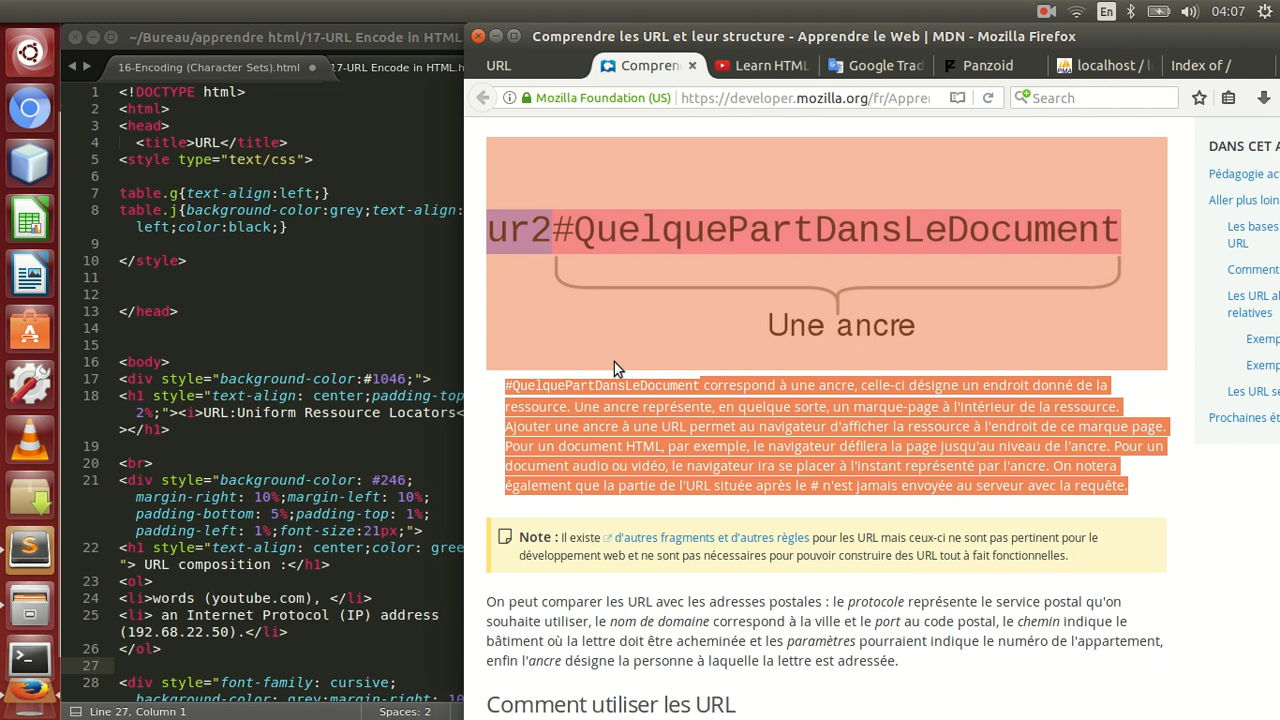 En
04:07
~/Bureau/apprendre html/17-URL Encode in HTML
Comprendre les URL et leur structure - Apprendre le Web | MDN - Mozilla Firefox
16-Encoding (Character Sets).html
17-URL Encode in HTML.h
URL
Compren
Learn HTML
Google Trad
Panzoid
localhost / l
Index of /
Mozilla Foundation (US)
https://developer.mozilla.org/fr/Appren
Search
1 <!DOCTYPE html>
2 <html>
3 <head>
4 <title>URL</title>
5 <style type="text/css">
6
7 table.g{text-align:left;}
8 table.j{background-color:grey;text-align:
left;color:black;}
9
10 </style>
11
12
13 </head>
14
15
16 <body>
17 <div style="background-color:#1046;">
18 <h1 style="text-align: center;padding-top:
2%;"><i>URL:Uniform Ressource Locators<
></h1>
19
20 <br>
21 <div style="background-color: #246;
margin-right: 10%;margin-left: 10%;
padding-bottom: 5%;padding-top: 1%;
padding-left: 1%;font-size:21px;">
22 <h1 style="text-align: center;color: gree
"> URL composition :</h1>
23 <ol>
24 <li>words (youtube.com), </li>
25 <li> an Internet Protocol (IP) address
(192.68.22.50).</li>
26 </ol>
27
28 <div style="font-family: cursive;
background-color: grey;margin-right: 10
Line 27, Column 1
Spaces: 2
ur2#QuelquePartDansLeDocument
Une ancre
#QuelquePartDansLeDocument correspond à une ancre, celle-ci désigne un endroit donné de la
ressource. Une ancre représente, en quelque sorte, un marque-page à l'intérieur de la ressource.
Ajouter une ancre à une URL permet au navigateur d'afficher la ressource à l'endroit de ce marque page.
Pour un document HTML, par exemple, le navigateur défilera la page jusqu'au niveau de l'ancre. Pour un
document audio ou vidéo, le navigateur ira se placer à l'instant représenté par l'ancre. On notera
également que la partie de l'URL située après le # n'est jamais envoyée au serveur avec la requête.
Note : Il existe d'autres fragments et d'autres règles pour les URL mais ceux-ci ne sont pas pertinent pour le
développement web et ne sont pas nécessaires pour pouvoir construire des URL tout à fait fonctionnelles.
On peut comparer les URL avec les adresses postales : le protocole représente le service postal qu'on
souhaite utiliser, le nom de domaine correspond à la ville et le port au code postal, le chemin indique le
bâtiment où la lettre doit être acheminée et les paramètres pourraient indique le numéro de l'appartement,
enfin l'ancre désigne la personne à laquelle la lettre est adressée.
Comment utiliser les URL
DANS CET A
Pédagogie act
Aller plus loin
Les bases
URL
Comment
Les URL ab
relatives
Exemp
Exemp
Les URL sé
Prochaines ét